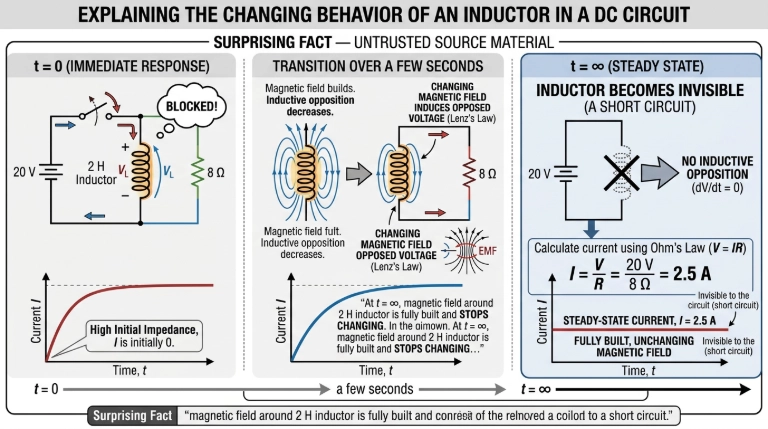 EXPLAINING THE CHANGING BEHAVIOR OF AN INDUCTOR IN A DC CIRCUIT
SURPRISING FACT — UNTRUSTED SOURCE MATERIAL
t = 0 (IMMEDIATE RESPONSE)
BLOCKED!
20 V
2 H
Inductor
+
V_L
−
V_L
8 Ω
Current I
High Initial Impedance,
I is initially 0.
Time, t
TRANSITION OVER A FEW SECONDS
Magnetic field builds.
Inductive opposition
decreases.
CHANGING
MAGNETIC FIELD
INDUCES OPPOSED
VOLTAGE (Lenz's Law)
8 Ω
Magnetic field fult.
Inductive opposition
decreases.
CHANGING
MAGNETIC FIELD
OPPOSED VOLTAGE
(Lenz's Law)
EMF
Current I
"At t = ∞, magnetic field around
2 H inductor is fully built and STOPS
CHANGING. In the oimown. At t = ∞,
magnetic field around 2 H inductor is
fully built and STOPS CHANGING..."
Time, t
t = ∞ (STEADY STATE)
INDUCTOR BECOMES INVISIBLE
(A SHORT CIRCUIT)
20 V
NO INDUCTIVE
OPPOSITION
(dV/dt = 0)
Calculate current using Ohm's Law (V = IR)
I = V/R = 20 V/8 Ω = 2.5 A
Invisible to the
circuit (short circuit)
STEADY-STATE CURRENT, I = 2.5 A
FULLY BUILT, UNCHANGING
MAGNETIC FIELD
Invisible to the
(short circuit)
Current I
Time, t
t = 0
a few seconds
t = ∞
Surprising Fact
"magnetic field around 2 H inductor is fully built and of the a to a short circuit."